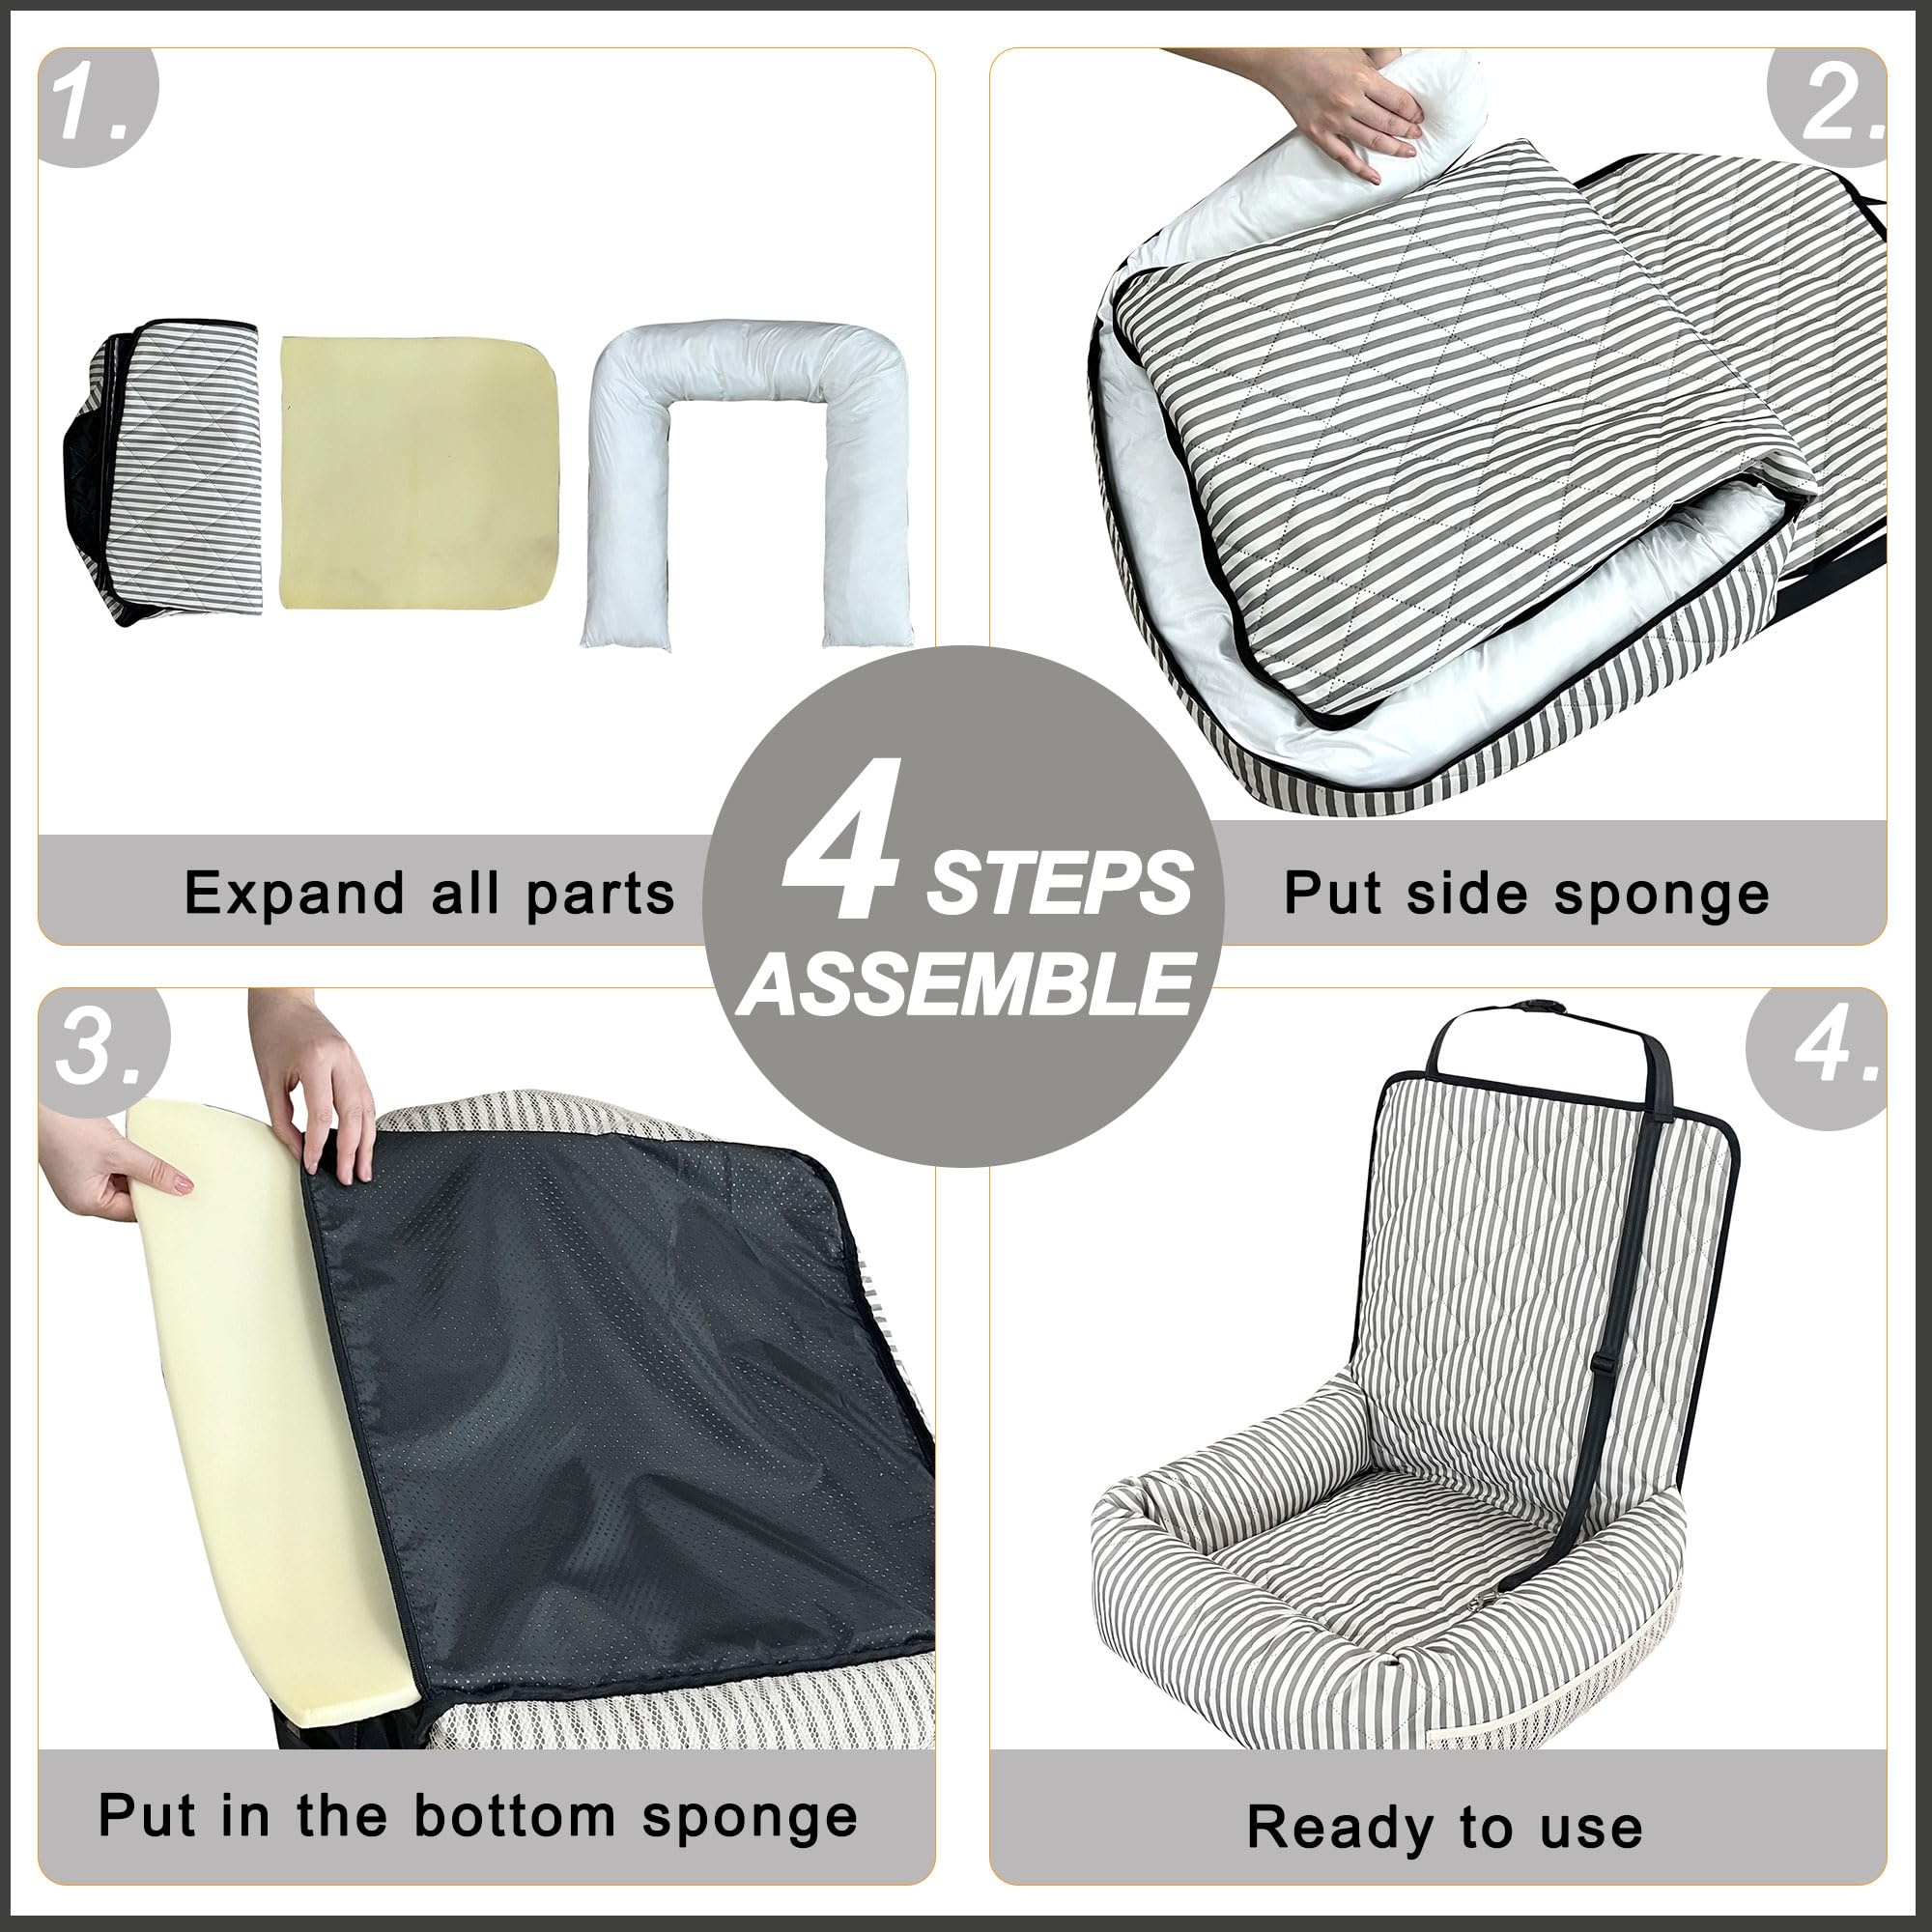 1.
Expand all parts
2.
Put side sponge
4 STEPS
ASSEMBLE
3.
Put in the bottom sponge
4.
Ready to use